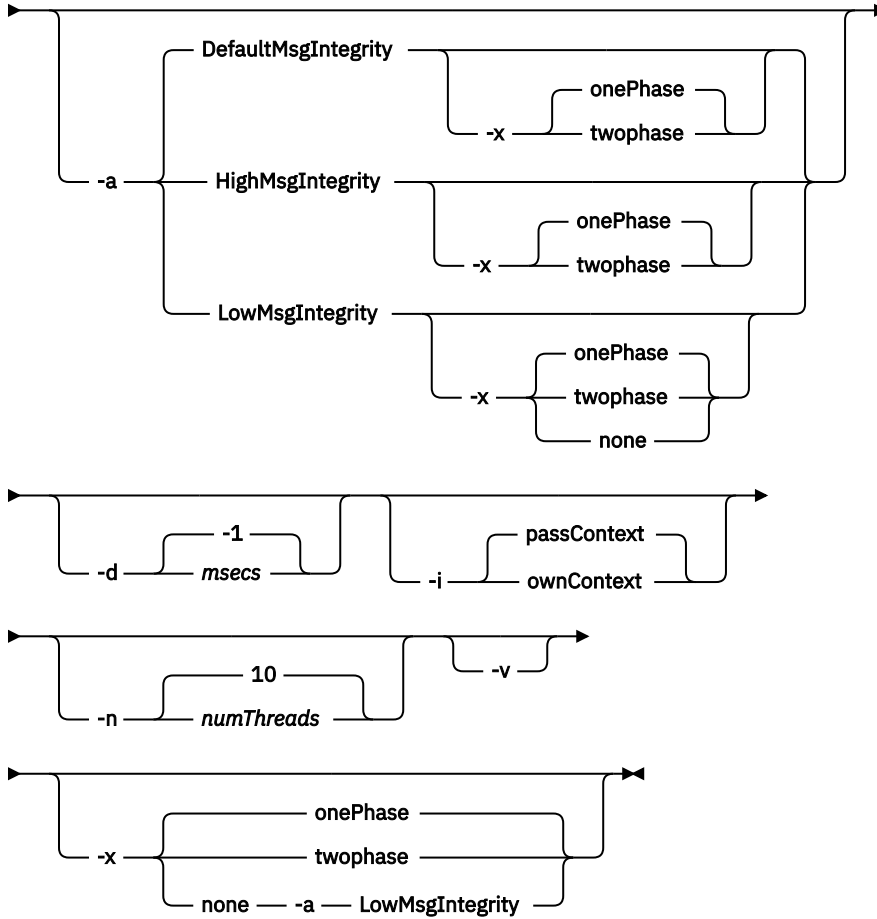 DefaultMsgIntegrity
onePhase
-x twophase
-a HighMsgIntegrity
onePhase
-x twophase
LowMsgIntegrity
onePhase
-x twophase
none
-1 passContext
-d msecs -i ownContext
10 -v
-n numThreads
onePhase
-x twophase
none -a LowMsgIntegrity